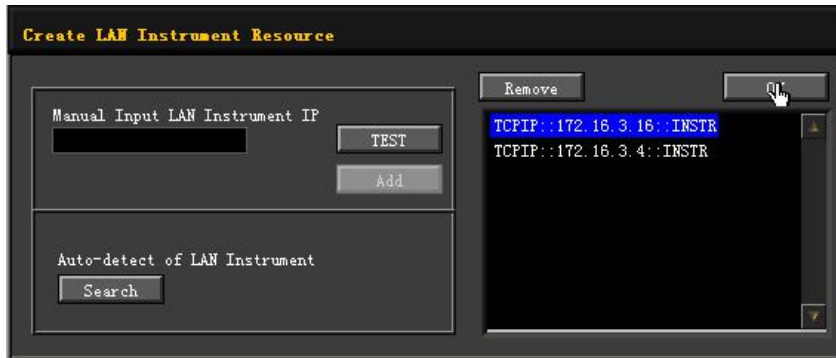 Create LAN Instrument Resource
Remove
Manual Input LAN Instrument IP
TEST
Add
TCPIP::172.16.3.16::INSTR
TCPIP::172.16.3.4::INSTR
Auto-detect of LAN Instrument
Search